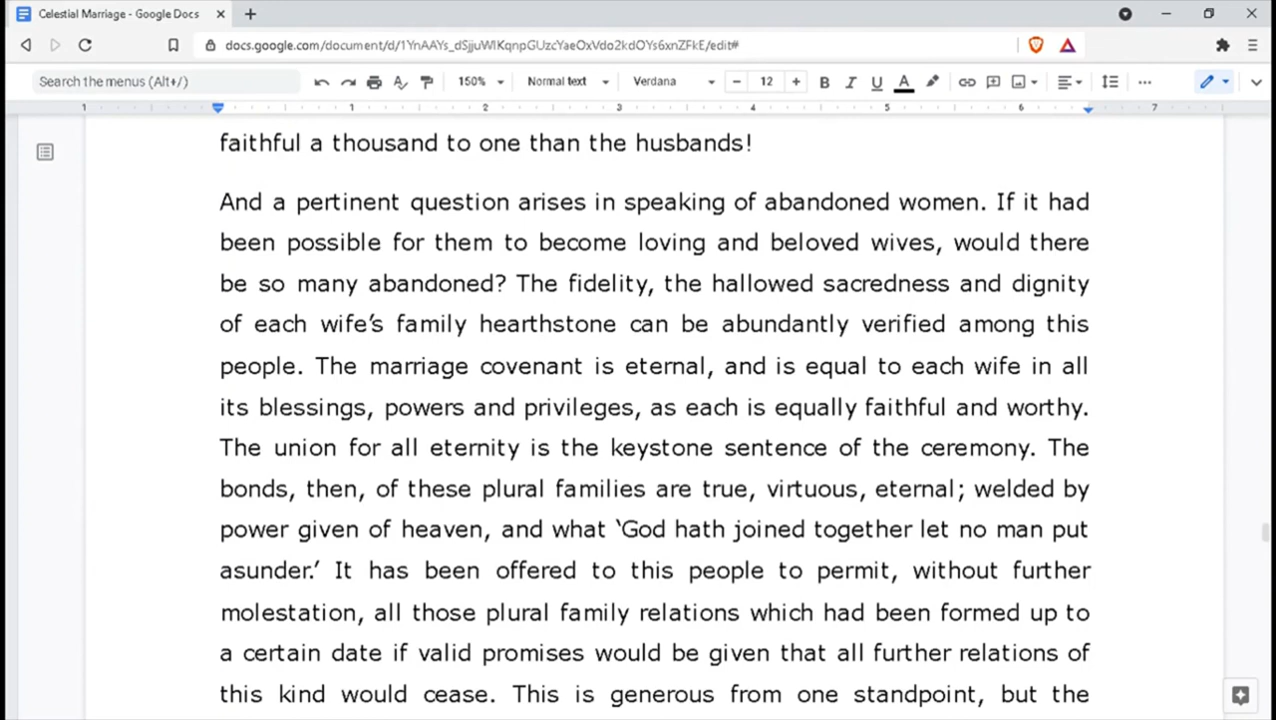 Celestial Marriage - Google Docs
docs.google.com/document/d/1YnAAYs_dSjjuWlKqnpGUzcYaeOxVdo2kdOYs6xnZFkE/edit#
Search the menus (Alt+/) 150% Normal text Verdana 12 B I U A
1 1 2 3 4 5 6 7
faithful a thousand to one than the husbands!
And a pertinent question arises in speaking of abandoned women. If it had
been possible for them to become loving and beloved wives, would there
be so many abandoned? The fidelity, the hallowed sacredness and dignity
of each wife’s family hearthstone can be abundantly verified among this
people. The marriage covenant is eternal, and is equal to each wife in all
its blessings, powers and privileges, as each is equally faithful and worthy.
The union for all eternity is the keystone sentence of the ceremony. The
bonds, then, of these plural families are true, virtuous, eternal; welded by
power given of heaven, and what ‘God hath joined together let no man put
asunder.’ It has been offered to this people to permit, without further
molestation, all those plural family relations which had been formed up to
a certain date if valid promises would be given that all further relations of
this kind would cease. This is generous from one standpoint, but the